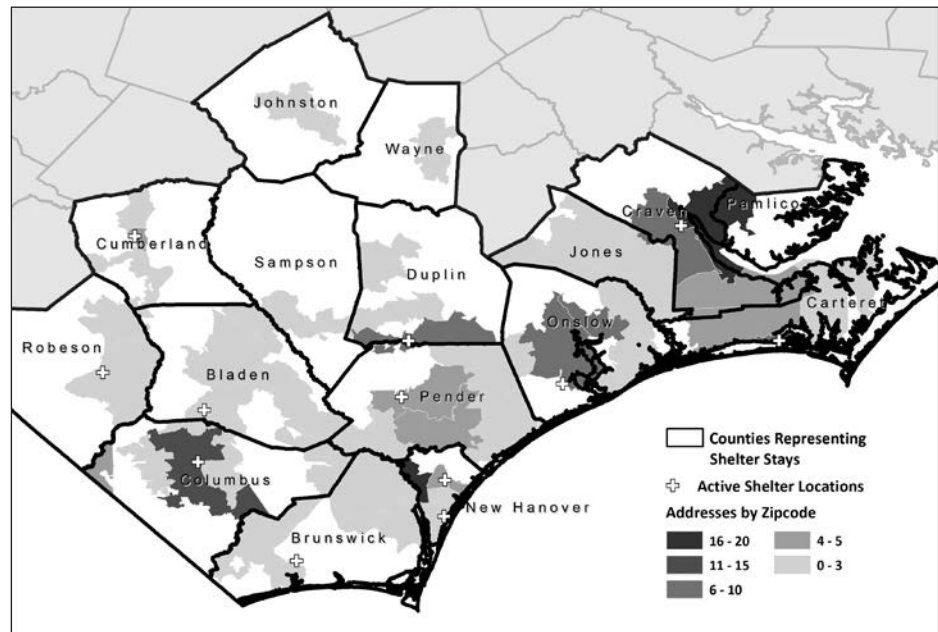 Johnston
Wayne
Craven
Pamlico
Cumberland
Sampson
Duplin
Jones
Carteret
Onslow
Robeson
Bladen
Pender
Columbus
New Hanover
Brunswick
Counties Representing
Shelter Stays
Active Shelter Locations
Addresses by Zipcode
16 - 20
4 - 5
11 - 15
0 - 3
6 - 10